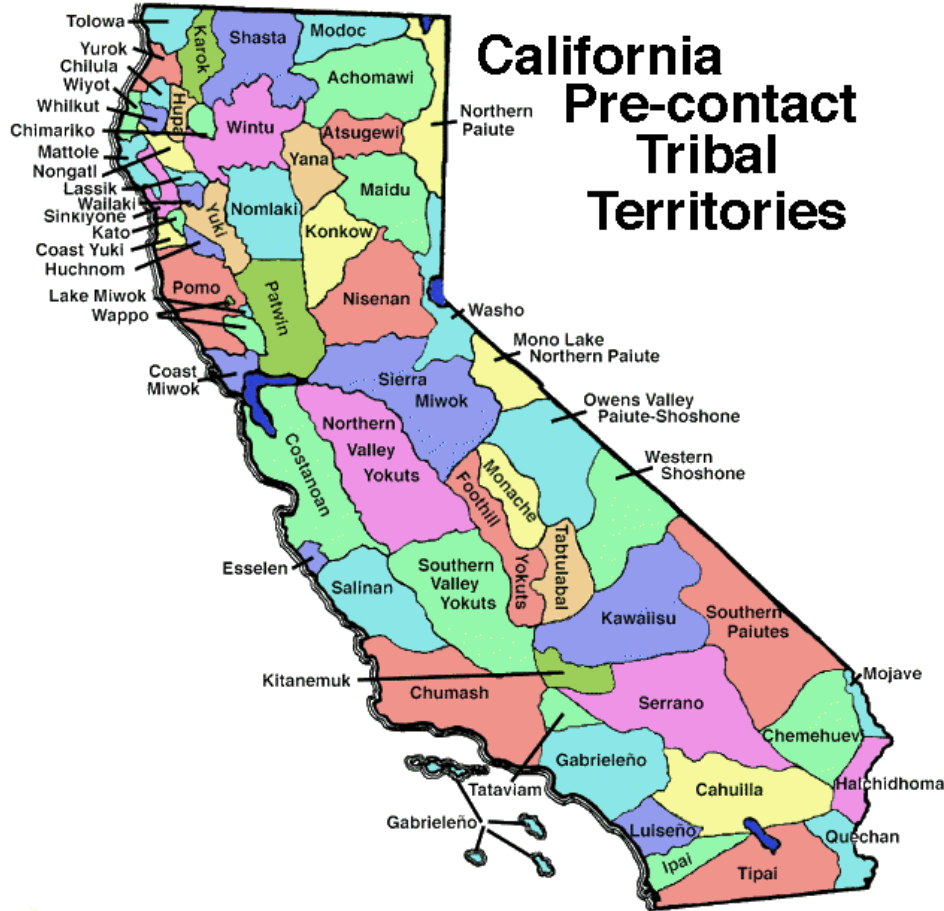 California
Pre-contact
Tribal
Territories
Tolowa
Yurok
Chilula
Wiyot
Whilkut
Chimariko
Mattole
Nongatl
Lassik
Wailaki
Sinkiyone
Kato
Coast Yuki
Huchnom
Lake Miwok
Wappo
Coast
Miwok
Karok
Shasta
Modoc
Achomawi
Northern
Paiute
Hupa
Wintu
Atsugewi
Yana
Maidu
Nomlaki
Yuki
Konkow
Pomo
Patwin
Nisenan
Washo
Mono Lake
Northern Paiute
Sierra
Miwok
Owens Valley
Paiute-Shoshone
Northern
Valley
Yokuts
Costanoan
Western
Shoshone
Monache
Foothill
Yokuts
Tabtulabal
Esselen
Salinan
Southern
Valley
Yokuts
Kawaiisu
Southern
Paiutes
Kitanemuk
Chumash
Serrano
Mojave
Chemehuev
Gabrieleño
Tataviam
Cahuilla
Halchidhoma
Gabrieleño
Luiseño
Quechan
Ipai
Tipai